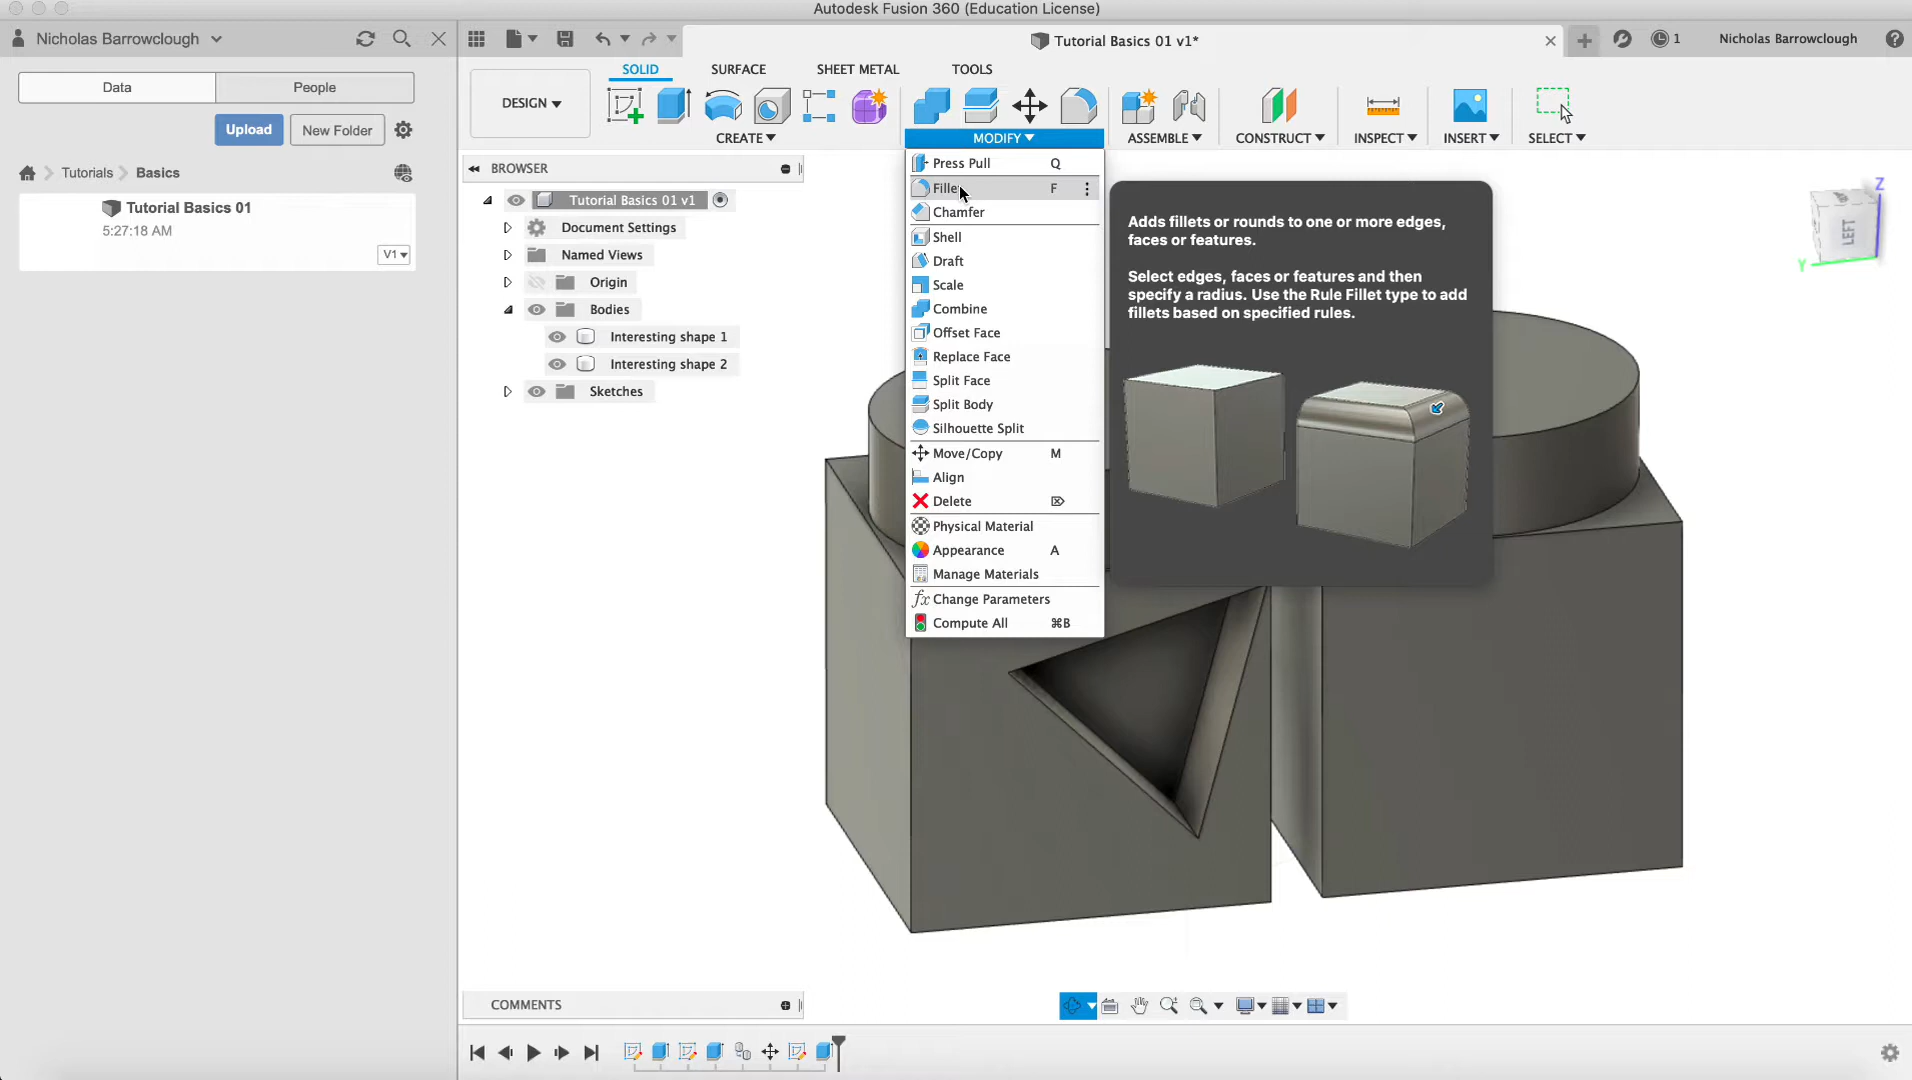 Autodesk Fusion 360 (Education License)
Nicholas Barrowclough
Tutorial Basics 01 v1*
1
Nicholas Barrowclough
Data
People
Upload
New Folder
Tutorials
Basics
Tutorial Basics 01
5:27:18 AM
V1
DESIGN
SOLID
SURFACE
SHEET METAL
TOOLS
CREATE
MODIFY
ASSEMBLE
CONSTRUCT
INSPECT
INSERT
SELECT
BROWSER
Tutorial Basics 01 v1
Document Settings
Named Views
Origin
Bodies
Interesting shape 1
Interesting shape 2
Sketches
Press Pull Q
Fille F
Chamfer
Shell
Draft
Scale
Combine
Offset Face
Replace Face
Split Face
Split Body
Silhouette Split
Move/Copy M
Align
Delete ⌦
Physical Material
Appearance A
Manage Materials
fx Change Parameters
Compute All ⌘B
Adds fillets or rounds to one or more edges,
faces or features.
Select edges, faces or features and then
specify a radius. Use the Rule Fillet type to add
fillets based on specified rules.
Z
LEFT
Y
COMMENTS